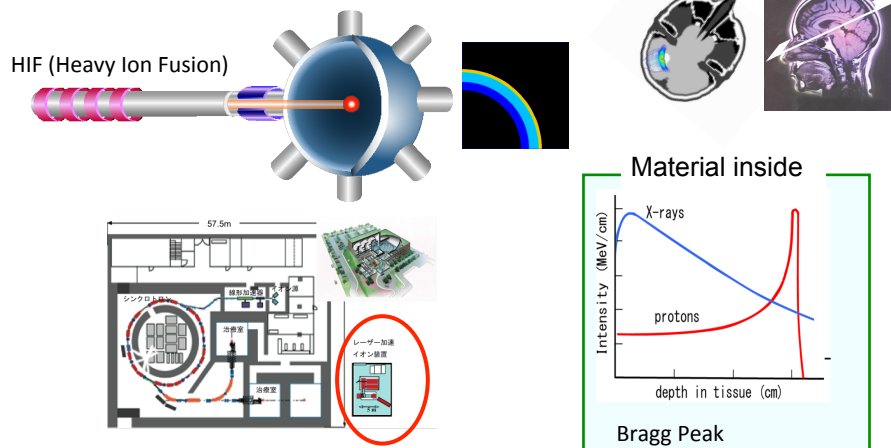 HIF (Heavy Ion Fusion)
Material inside
X-rays
protons
Intensity (MeV/cm)
depth in tissue (cm)
Bragg Peak
57.5m
シンクロトロン
線形加速器
イオン源
治療室
治療室
レーザー加速
イオン装置
5 m